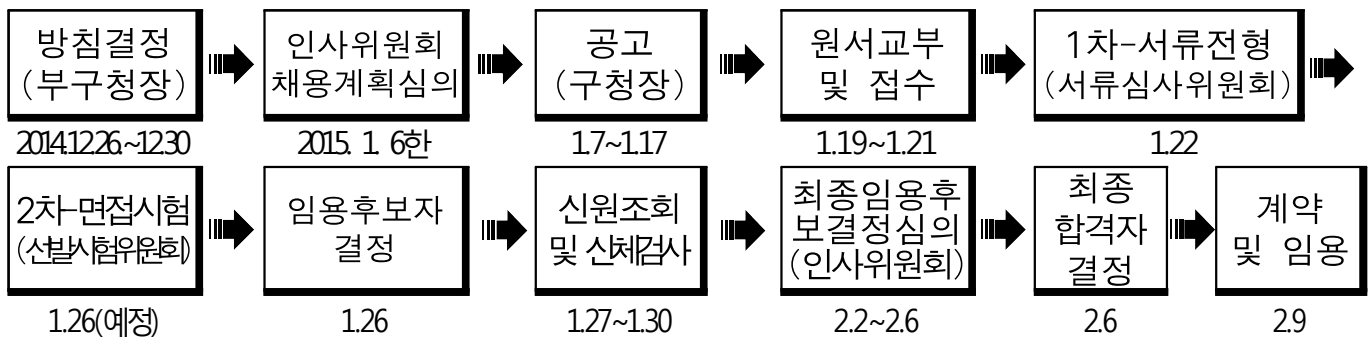 방침결정
(부구청장)
2014.12.26.~12.30
인사위원회
채용계획심의
2015. 1. 6한
공고
(구청장)
1.7~1.17
원서교부
및 접수
1.19~1.21
1차-서류전형
(서류심사위원회)
1.22
2차-면접시험
(선발시험위원회)
1.26(예정)
임용후보자
결정
1.26
신원조회
및 신체검사
1.27~1.30
최종임용후
보결정심의
(인사위원회)
2.2~2.6
최종
합격자
결정
2.6
계약
및 임용
2.9